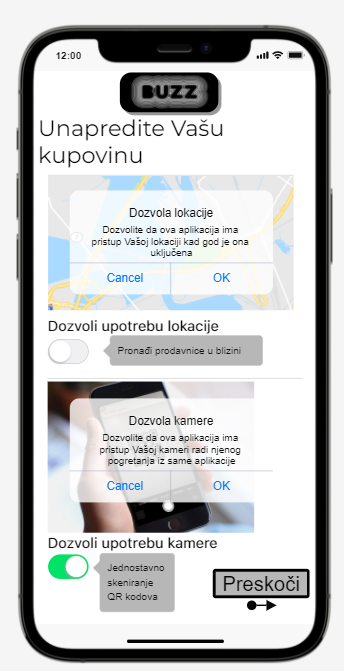 12:00
BUZZ
Unapredite Vašu
kupovinu
Dozvola lokacije
Dozvolite da ova aplikacija ima
pristup Vašoj lokaciji kad god je ona
uključena
Cancel OK
Dozvoli upotrebu lokacije
Pronađi prodavnice u blizini
Dozvola kamere
Dozvolite da ova aplikacija ima
pristup Vašoj kameri radi njenog
pogretanja iz same aplikacije
Cancel OK
Dozvoli upotrebu kamere
Jednostavno
skeniranje
QR kodova
Preskoči